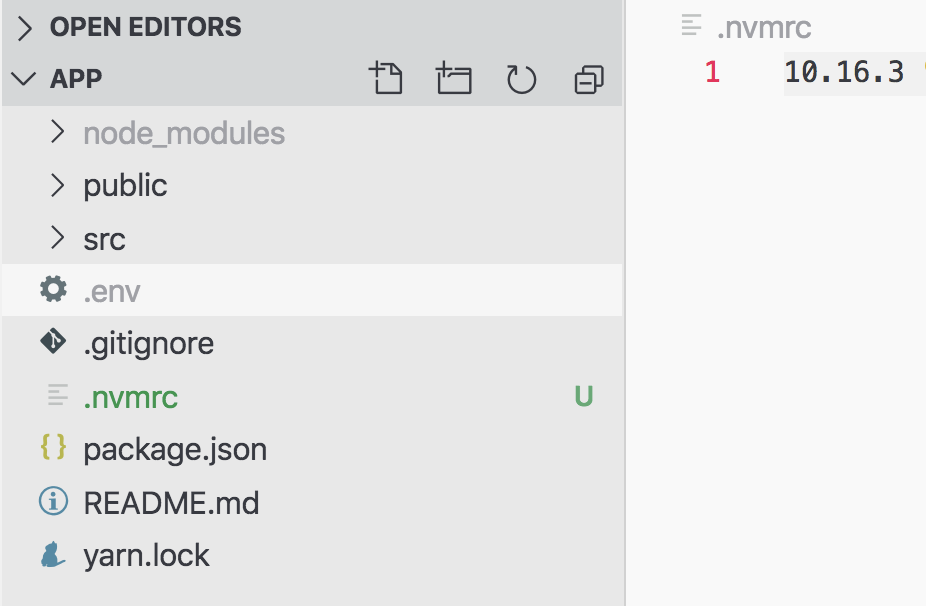 OPEN EDITORS
APP
node_modules
public
src
.env
.gitignore
.nvmrc U
package.json
README.md
yarn.lock
.nvmrc
1 10.16.3